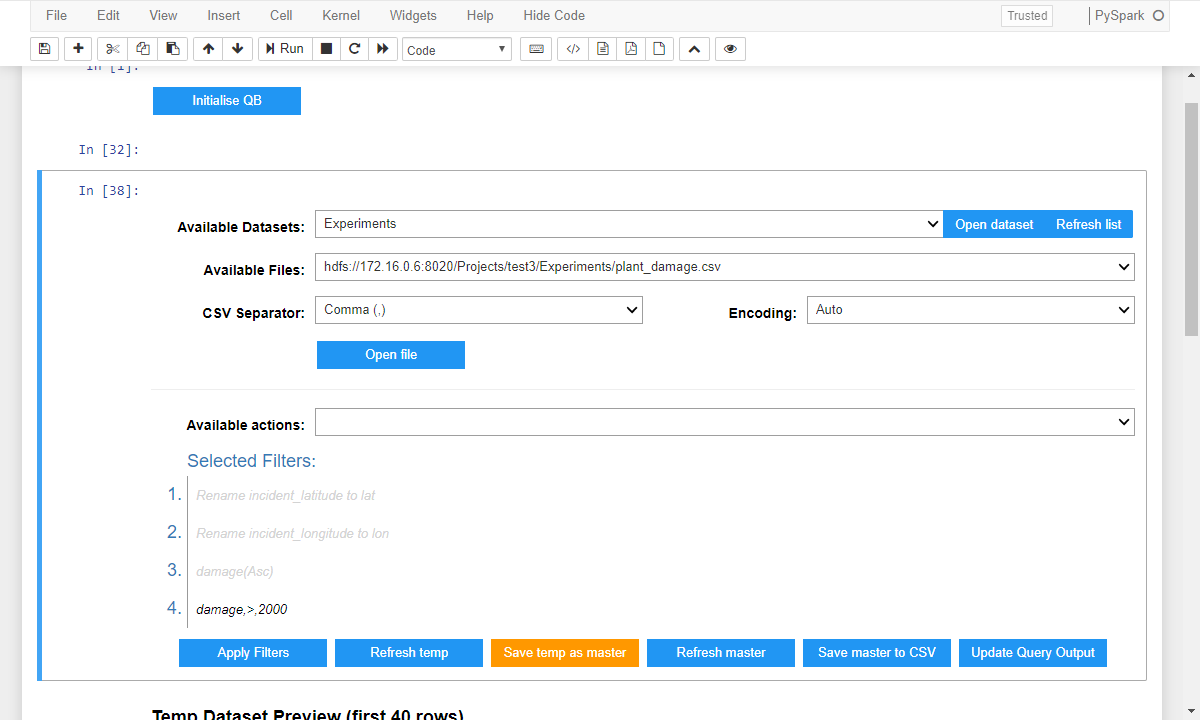 File Edit View Insert Cell Kernel Widgets Help Hide Code Trusted PySpark
Run Code
In [1]:
Initialise QB
In [32]:
In [38]:
Available Datasets: Experiments Open dataset Refresh list
Available Files: hdfs://172.16.0.6:8020/Projects/test3/Experiments/plant_damage.csv
CSV Separator: Comma (,) Encoding: Auto
Open file
Available actions:
Selected Filters:
1. Rename incident_latitude to lat
2. Rename incident_longitude to lon
3. damage(Asc)
4. damage,>,2000
Apply Filters Refresh temp Save temp as master Refresh master Save master to CSV Update Query Output
Temp Dataset Preview (first 40 rows)